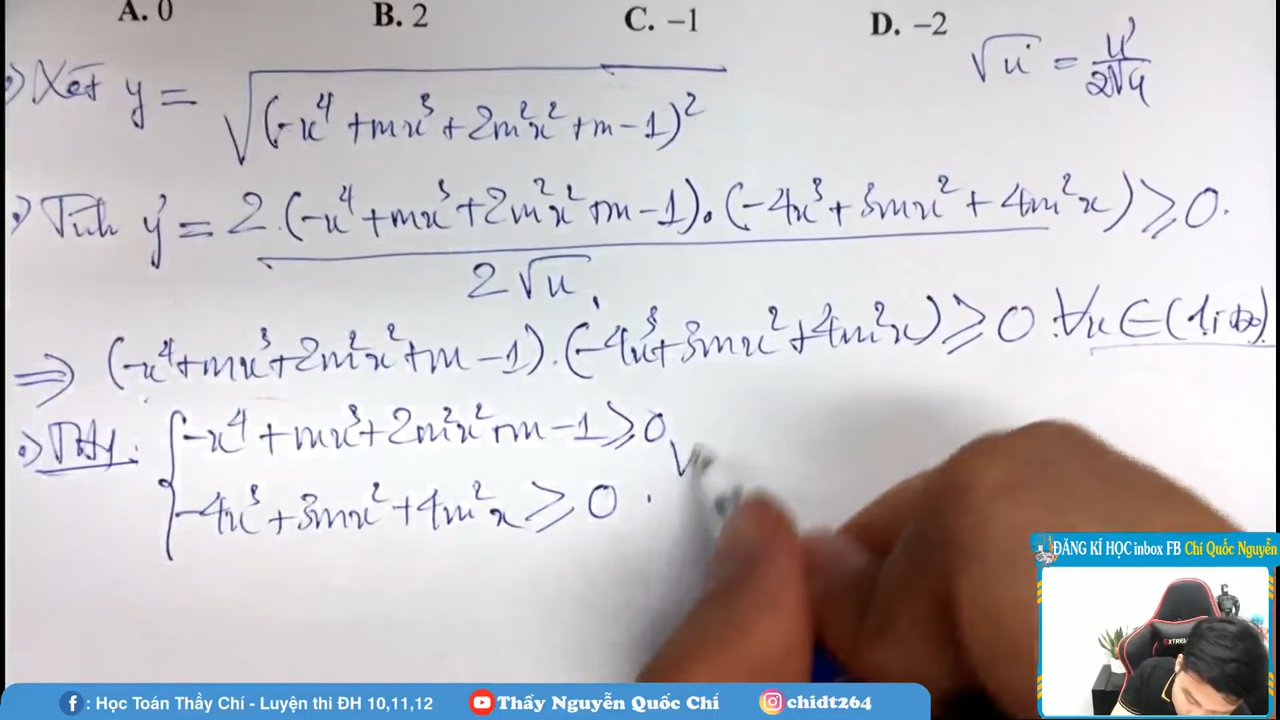 A. 0 B. 2 C. −1 D. −2
√u' = u'/2√u
•) Xét y = √(-x⁴ + mx³ + 2m²x² + m - 1)²
•) Tính y' = 2.(-x⁴ + mx³ + 2m²x² + m - 1).(-4x³ + 3mx² + 4m²x) / 2√u ≥ 0.
⇒ (-x⁴ + mx³ + 2m²x² + m - 1).(-4x³ + 3mx² + 4m²x) ≥ 0. ∀x ∈ (1; +∞).
•) TH1: { -x⁴ + mx³ + 2m²x² + m - 1 ≥ 0
-4x³ + 3mx² + 4m²x ≥ 0.
ĐĂNG KÍ HỌC inbox FB Chí Quốc Nguyễn
: Học Toán Thầy Chí - Luyện thi ĐH 10,11,12 Thầy Nguyễn Quốc Chí chidt264